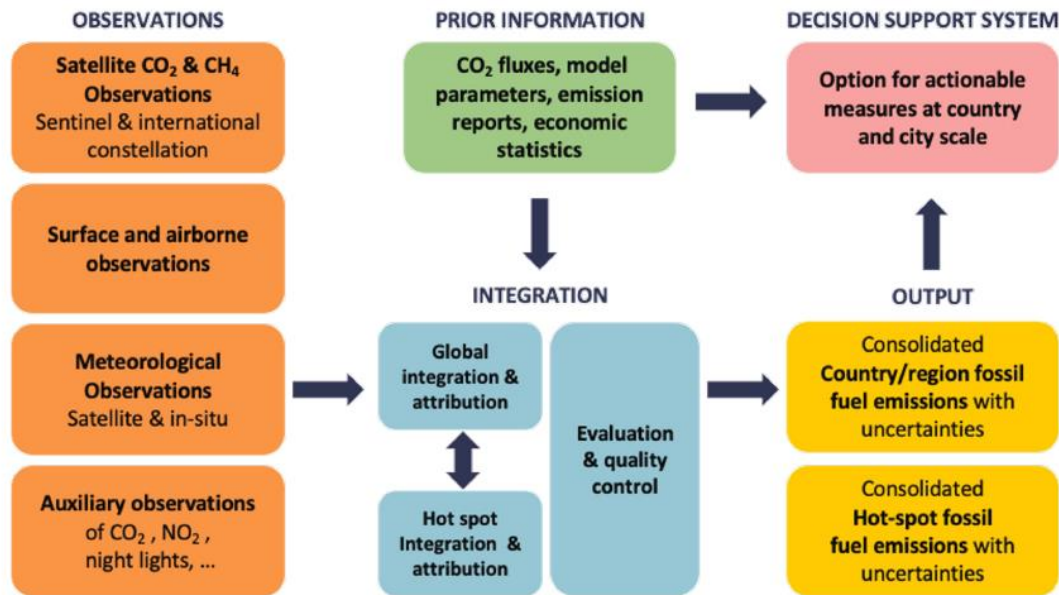 OBSERVATIONS
Satellite CO₂ & CH₄
Observations
Sentinel & international
constellation
Surface and airborne
observations
Meteorological
Observations
Satellite & in-situ
Auxiliary observations
of CO₂ , NO₂ ,
night lights, ...
PRIOR INFORMATION
CO₂ fluxes, model
parameters, emission
reports, economic
statistics
INTEGRATION
Global
integration &
attribution
Hot spot
Integration &
attribution
Evaluation
& quality
control
DECISION SUPPORT SYSTEM
Option for actionable
measures at country
and city scale
OUTPUT
Consolidated
Country/region fossil
fuel emissions with
uncertainties
Consolidated
Hot-spot fossil
fuel emissions with
uncertainties